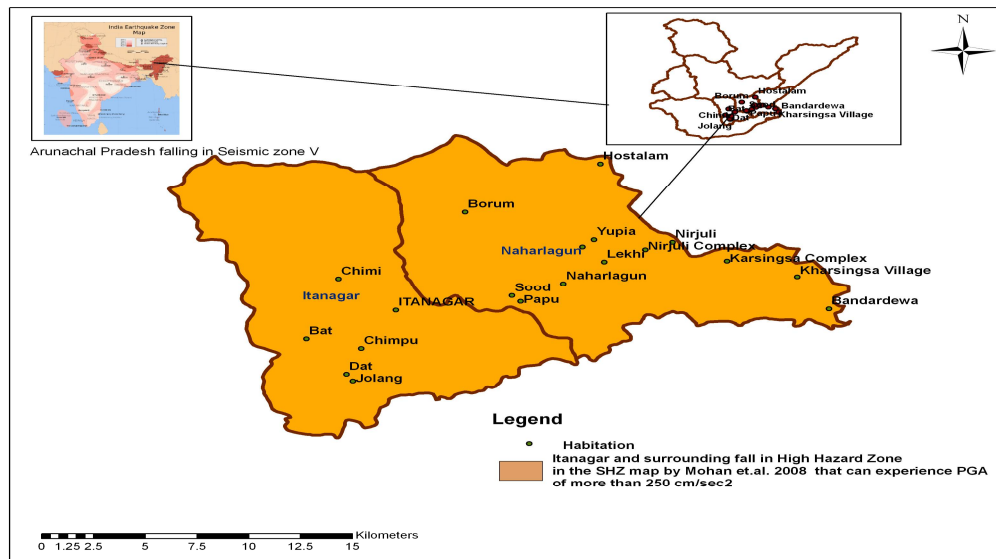 India Earthquake Zone
Map
N
Arunachal Pradesh falling in Seismic zone V
Borum
Hostalam
Sood
Bandardewa
Bat
Papu
Kharsingsa Village
Dat
Jolang
Hostalam
Borum
Yupia
Nirjuli
Naharlagun
Nirjuli Complex
Lekhi
Karsingsa Complex
Chimi
Naharlagun
Kharsingsa Village
Itanagar
Sood
ITANAGAR
Papu
Bandardewa
Bat
Chimpu
Dat
Jolang
Legend
Habitation
Itanagar and surrounding fall in High Hazard Zone
in the SHZ map by Mohan et.al. 2008 that can experience PGA
of more than 250 cm/sec2
Kilometers
0 1.25 2.5 5 7.5 10 12.5 15